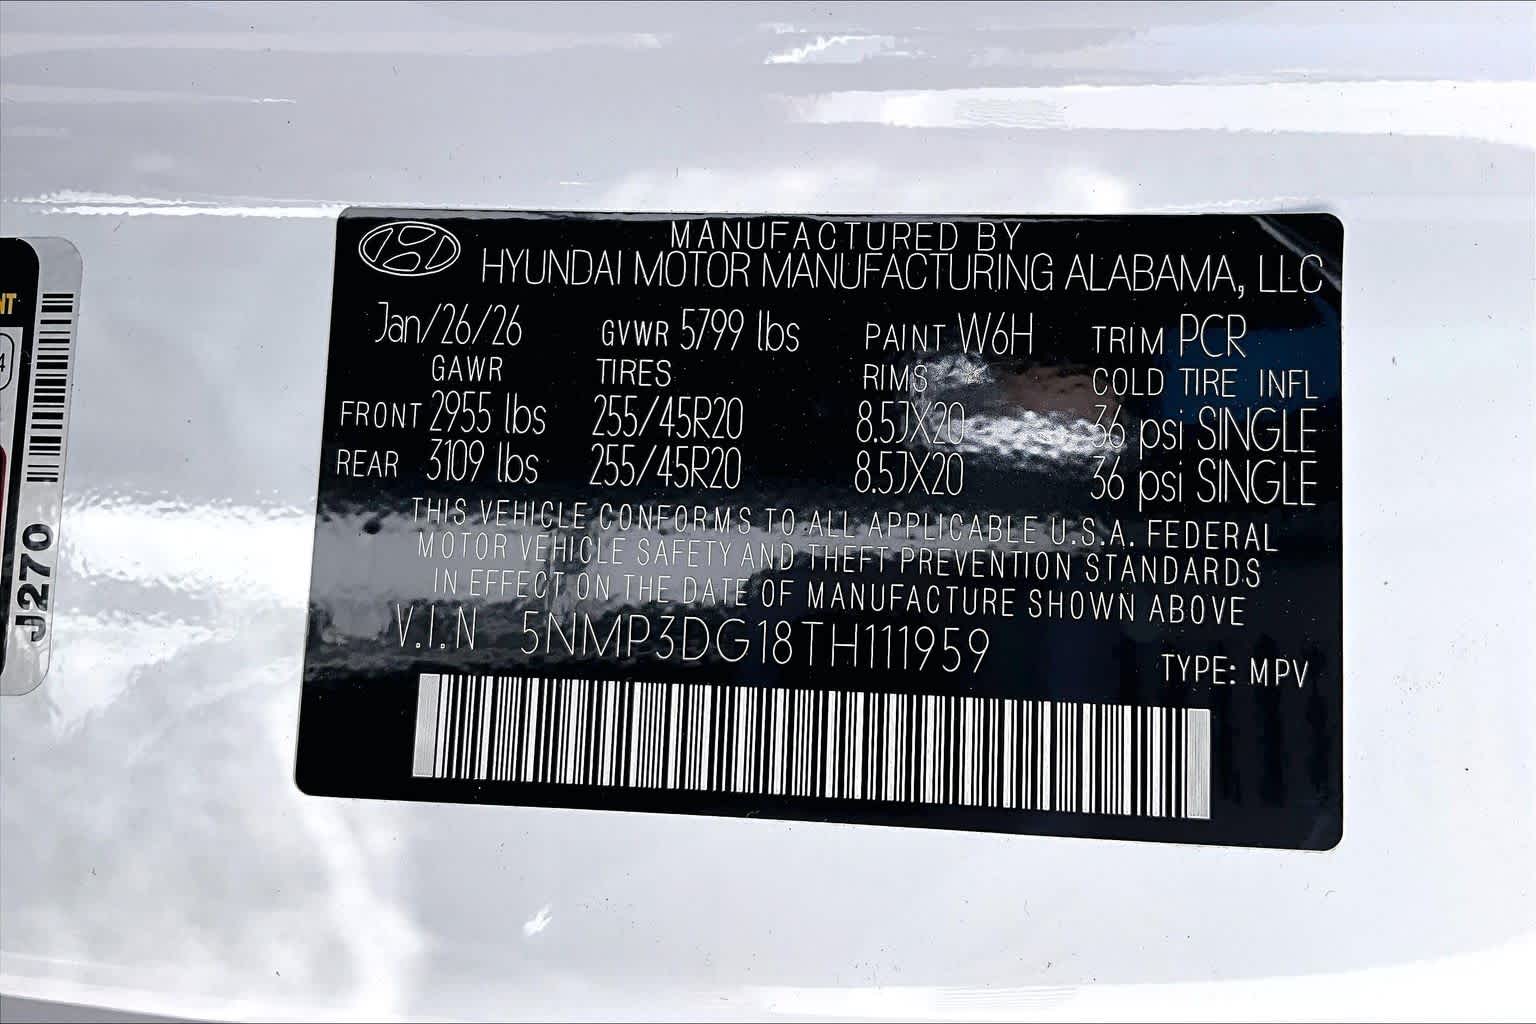 MANUFACTURED BY
HYUNDAI MOTOR MANUFACTURING ALABAMA, LLC
Jan/26/26 GVWR 5799 lbs PAINT W6H TRIM PCR
GAWR TIRES RIMS COLD TIRE INFL
FRONT 2955 lbs 255/45R20 8.5JX20 36 psi SINGLE
REAR 3109 lbs 255/45R20 8.5JX20 36 psi SINGLE
THIS VEHICLE CONFORMS TO ALL APPLICABLE U.S.A. FEDERAL
MOTOR VEHICLE SAFETY AND THEFT PREVENTION STANDARDS
IN EFFECT ON THE DATE OF MANUFACTURE SHOWN ABOVE
V.I.N 5NMP3DG18TH111959
TYPE: MPV
J270